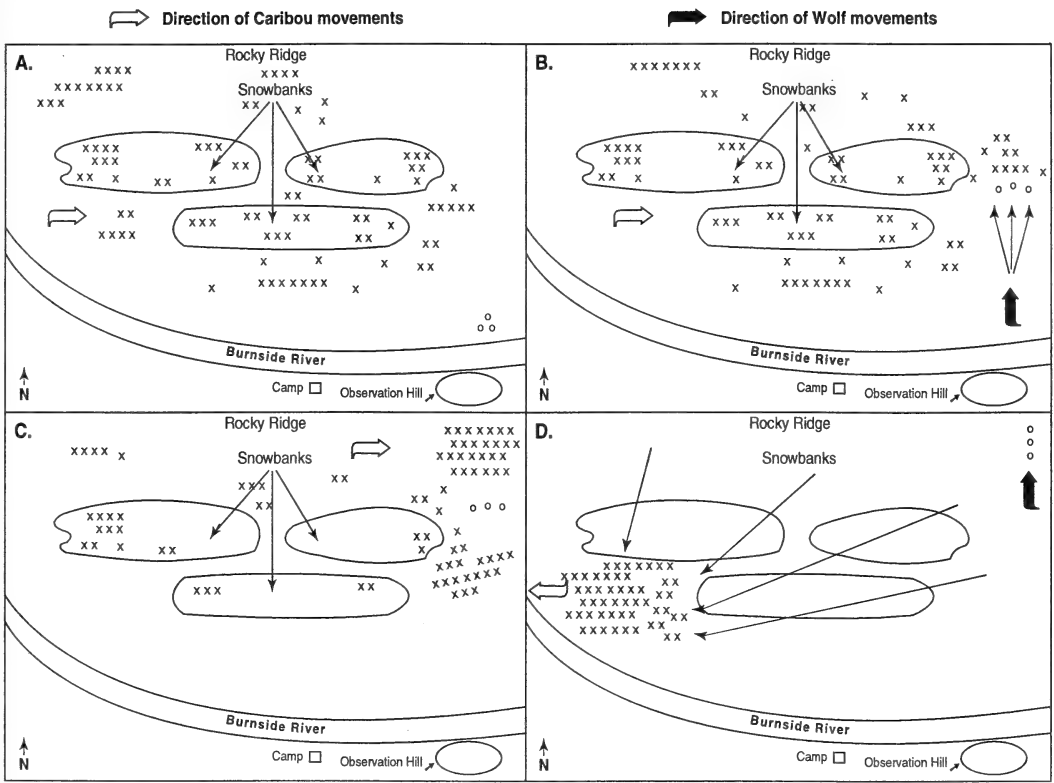 Direction of Caribou movements
Direction of Wolf movements
A.
Rocky Ridge
Snowbanks
Burnside River
Camp
Observation Hill
N
B.
Rocky Ridge
Snowbanks
Burnside River
Camp
Observation Hill
N
C.
Rocky Ridge
Snowbanks
Burnside River
Camp
Observation Hill
N
D.
Rocky Ridge
Snowbanks
Burnside River
Camp
Observation Hill
N